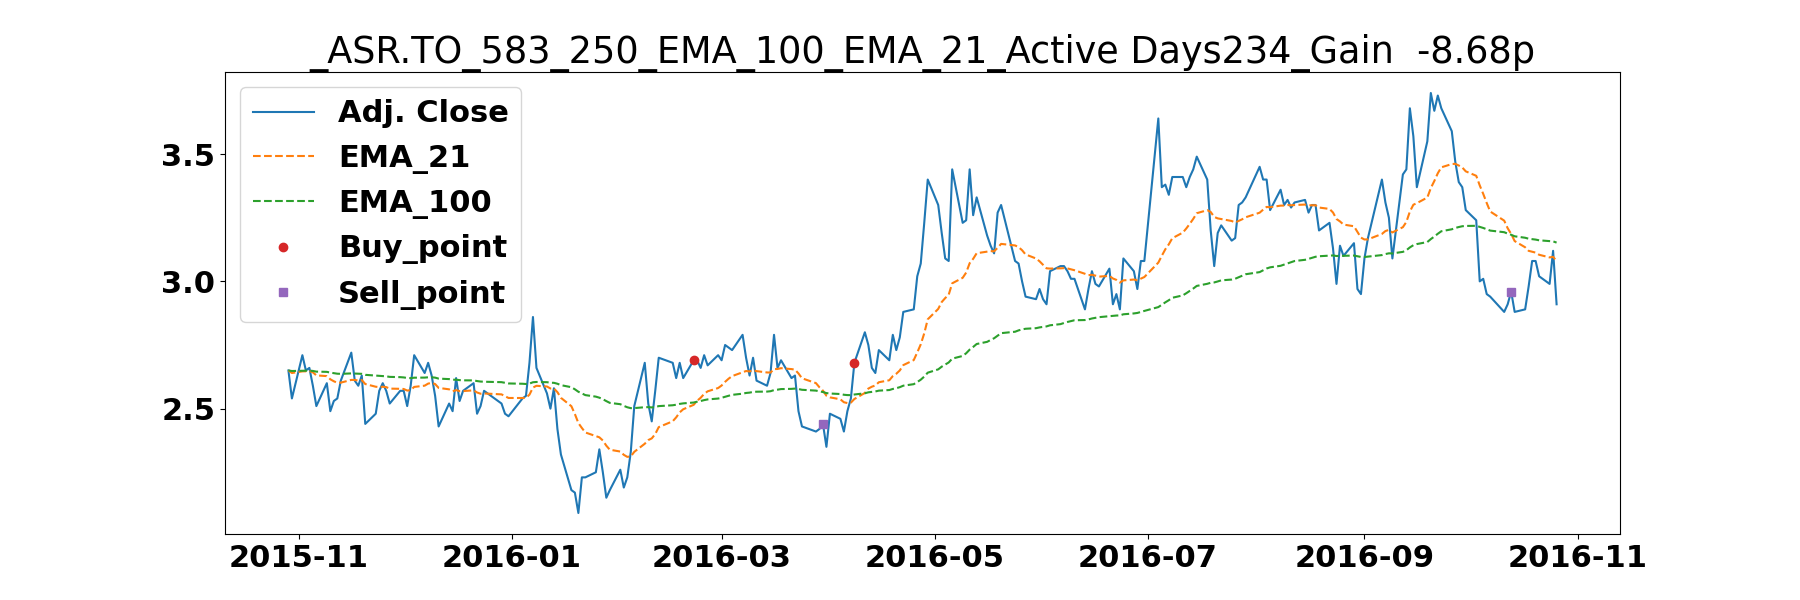 _ASR.TO_583_250_EMA_100_EMA_21_Active Days234_Gain  -8.68p
Adj. Close
EMA_21
EMA_100
Buy_point
Sell_point
3.5
3.0
2.5
2015-11 2016-01 2016-03 2016-05 2016-07 2016-09 2016-11